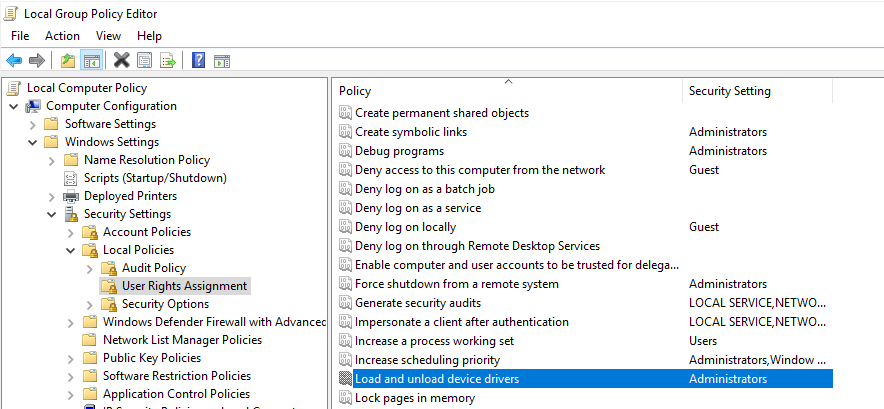 Local Group Policy Editor
File Action View Help
Local Computer Policy
Computer Configuration
Software Settings
Windows Settings
Name Resolution Policy
Scripts (Startup/Shutdown)
Deployed Printers
Security Settings
Account Policies
Local Policies
Audit Policy
User Rights Assignment
Security Options
Windows Defender Firewall with Advanced
Network List Manager Policies
Public Key Policies
Software Restriction Policies
Application Control Policies
Policy Security Setting
Create permanent shared objects
Create symbolic links Administrators
Debug programs Administrators
Deny access to this computer from the network Guest
Deny log on as a batch job
Deny log on as a service
Deny log on locally Guest
Deny log on through Remote Desktop Services
Enable computer and user accounts to be trusted for delega...
Force shutdown from a remote system Administrators
Generate security audits LOCAL SERVICE,NETWO...
Impersonate a client after authentication LOCAL SERVICE,NETWO...
Increase a process working set Users
Increase scheduling priority Administrators,Window ...
Load and unload device drivers Administrators
Lock pages in memory